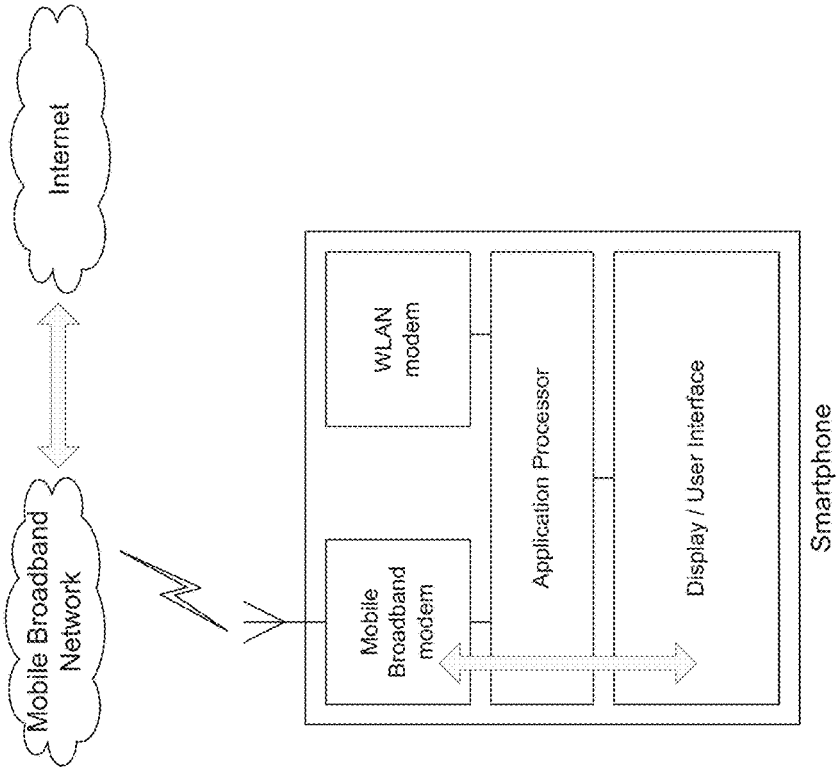 Mobile Broadband
Network
Internet
Mobile
Broadband
modem
WLAN
modem
Application Processor
Display / User Interface
Smartphone